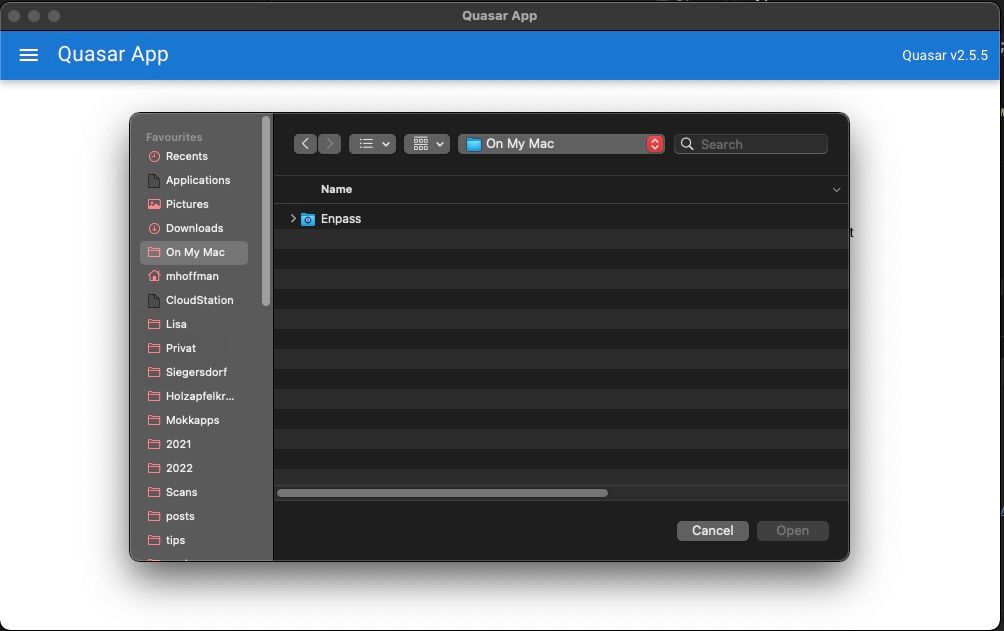 Quasar App
Quasar App
Quasar v2.5.5
Favourites
Recents
Applications
Pictures
Downloads
On My Mac
mhoffman
CloudStation
Lisa
Privat
Siegersdorf
Holzapfelkr...
Mokkapps
2021
2022
Scans
posts
tips
On My Mac
Search
Name
Enpass
t
Cancel
Open